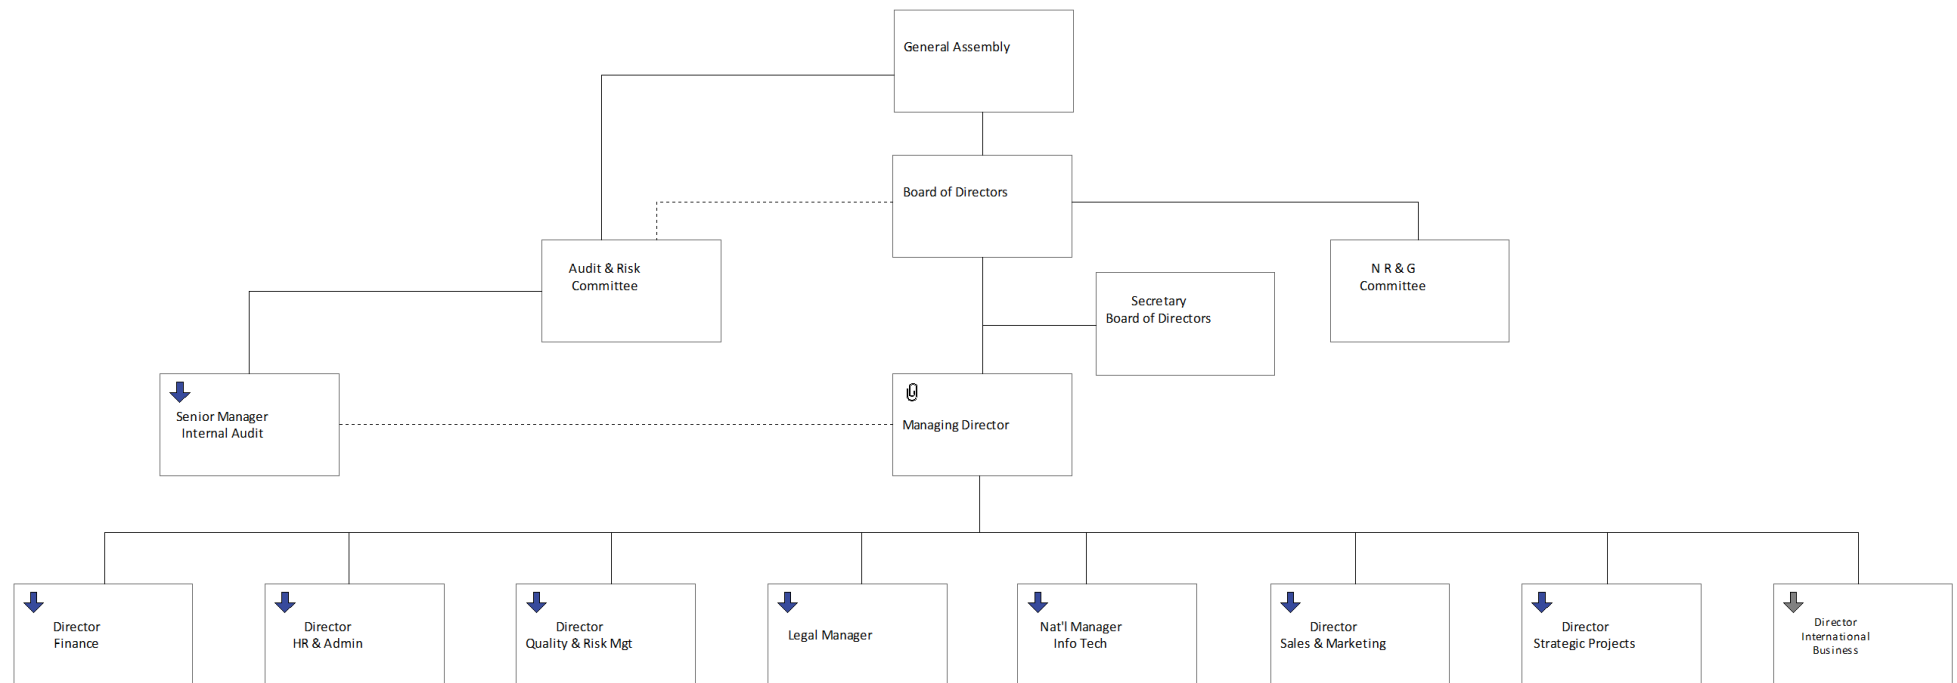 General Assembly
Board of Directors
Audit & Risk
Committee
N R & G
Committee
Secretary
Board of Directors
Senior Manager
Internal Audit
Managing Director
Director
Finance
Director
HR & Admin
Director
Quality & Risk Mgt
Legal Manager
Nat'l Manager
Info Tech
Director
Sales & Marketing
Director
Strategic Projects
Director
International
Business